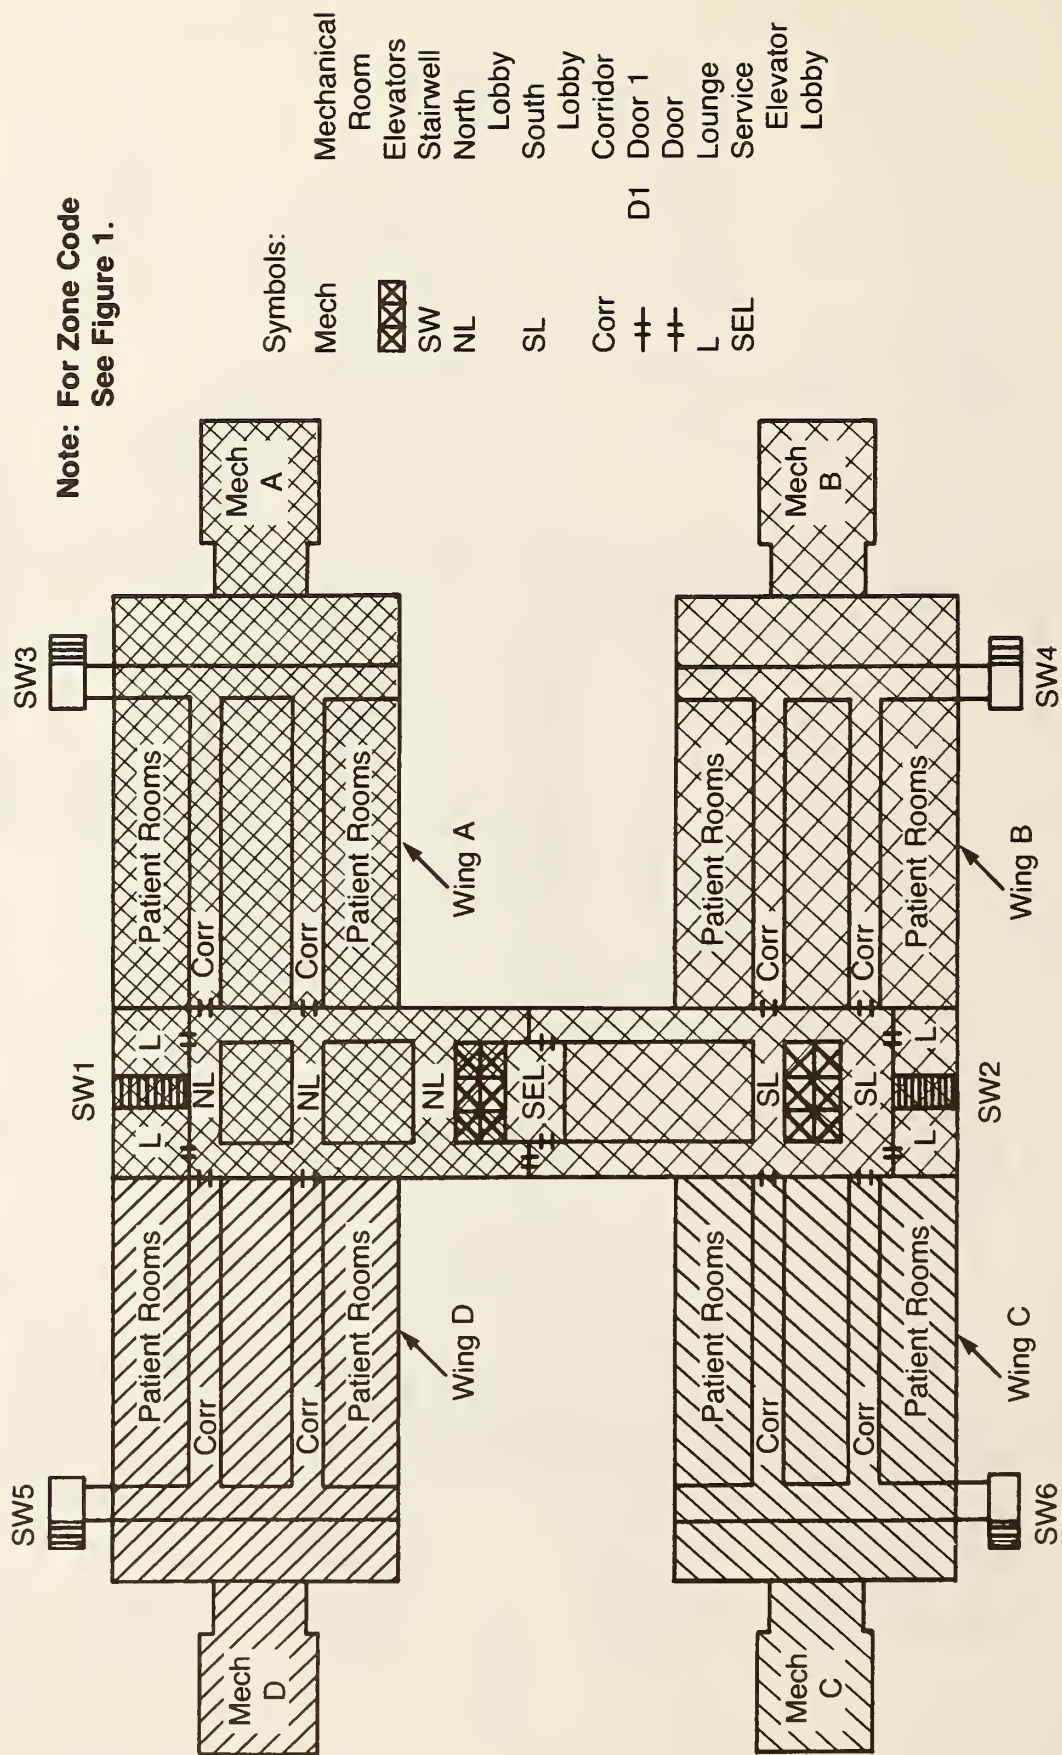 Note: For Zone Code
See Figure 1.
Symbols:
Mech Mechanical
Room
Elevators
SW Stairwell
NL North
Lobby
SL South
Lobby
Corr Corridor
D1 Door 1
Door
L Lounge
SEL Service
Elevator
Lobby
SW5
SW1
SW3
Patient Rooms
L
L
Patient Rooms
Corr
NL
Corr
Mech
D
Mech
A
Corr
NL
Corr
Patient Rooms
Patient Rooms
Wing D
NL
Wing A
SEL
Patient Rooms
Patient Rooms
Corr
SL
Corr
Mech
C
Mech
B
Corr
SL
Corr
Patient Rooms
L
L
Patient Rooms
Wing C
Wing B
SW6
SW2
SW4